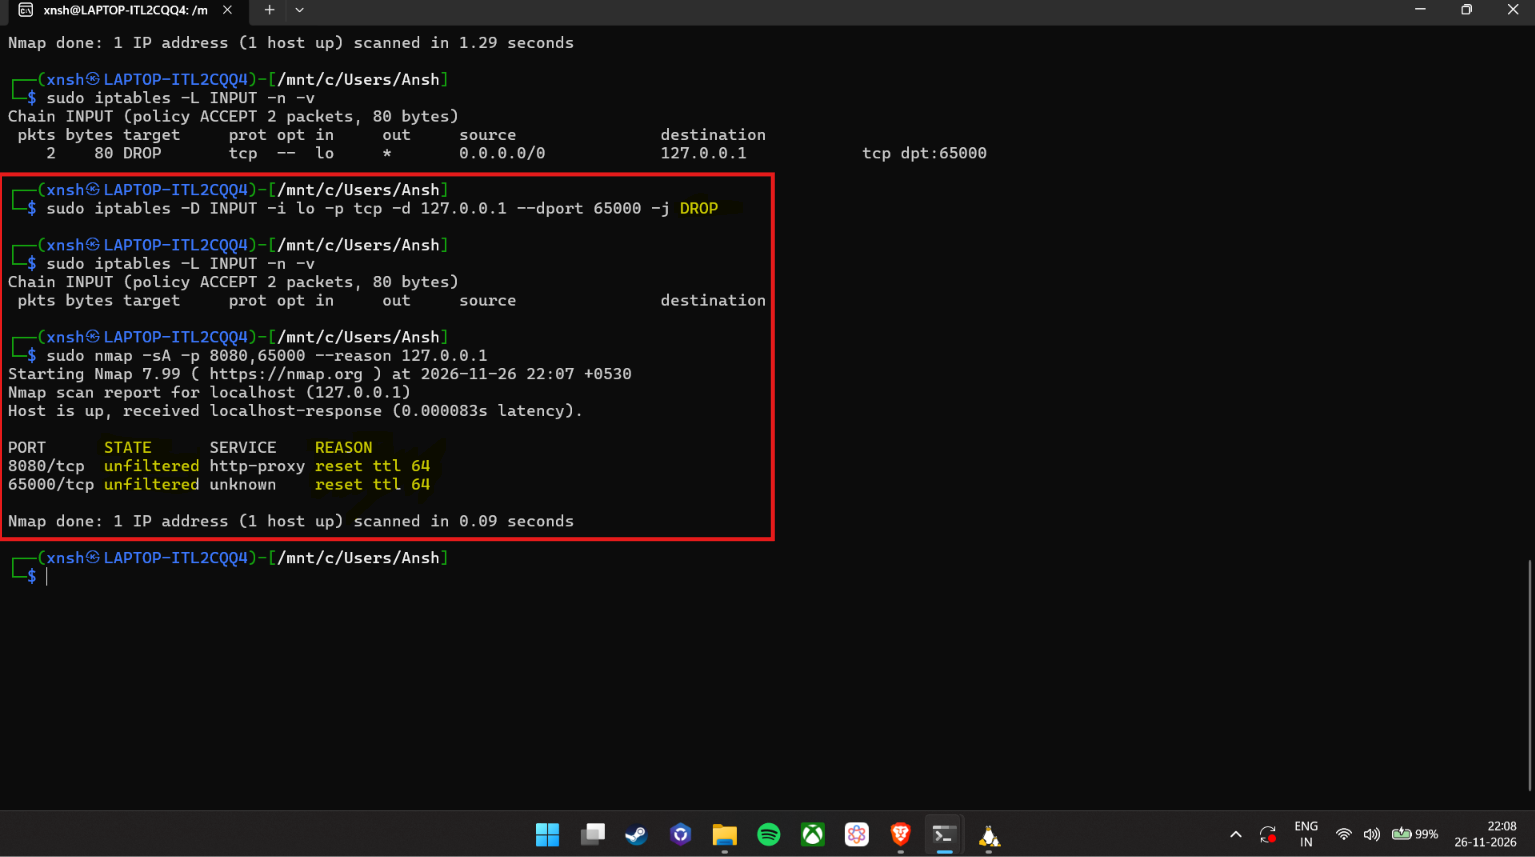 xnsh@LAPTOP-ITL2CQQ4: /m
Nmap done: 1 IP address (1 host up) scanned in 1.29 seconds
┌──(xnsh㉿LAPTOP-ITL2CQQ4)-[/mnt/c/Users/Ansh]
└─$ sudo iptables -L INPUT -n -v
Chain INPUT (policy ACCEPT 2 packets, 80 bytes)
pkts bytes target prot opt in out source destination
2 80 DROP tcp -- lo * 0.0.0.0/0 127.0.0.1 tcp dpt:65000
┌──(xnsh㉿LAPTOP-ITL2CQQ4)-[/mnt/c/Users/Ansh]
└─$ sudo iptables -D INPUT -i lo -p tcp -d 127.0.0.1 --dport 65000 -j DROP
┌──(xnsh㉿LAPTOP-ITL2CQQ4)-[/mnt/c/Users/Ansh]
└─$ sudo iptables -L INPUT -n -v
Chain INPUT (policy ACCEPT 2 packets, 80 bytes)
pkts bytes target prot opt in out source destination
┌──(xnsh㉿LAPTOP-ITL2CQQ4)-[/mnt/c/Users/Ansh]
└─$ sudo nmap -sA -p 8080,65000 --reason 127.0.0.1
Starting Nmap 7.99 ( https://nmap.org ) at 2026-11-26 22:07 +0530
Nmap scan report for localhost (127.0.0.1)
Host is up, received localhost-response (0.000083s latency).
PORT STATE SERVICE REASON
8080/tcp unfiltered http-proxy reset ttl 64
65000/tcp unfiltered unknown reset ttl 64
Nmap done: 1 IP address (1 host up) scanned in 0.09 seconds
┌──(xnsh㉿LAPTOP-ITL2CQQ4)-[/mnt/c/Users/Ansh]
└─$
ENG
IN
99%
22:08
26-11-2026